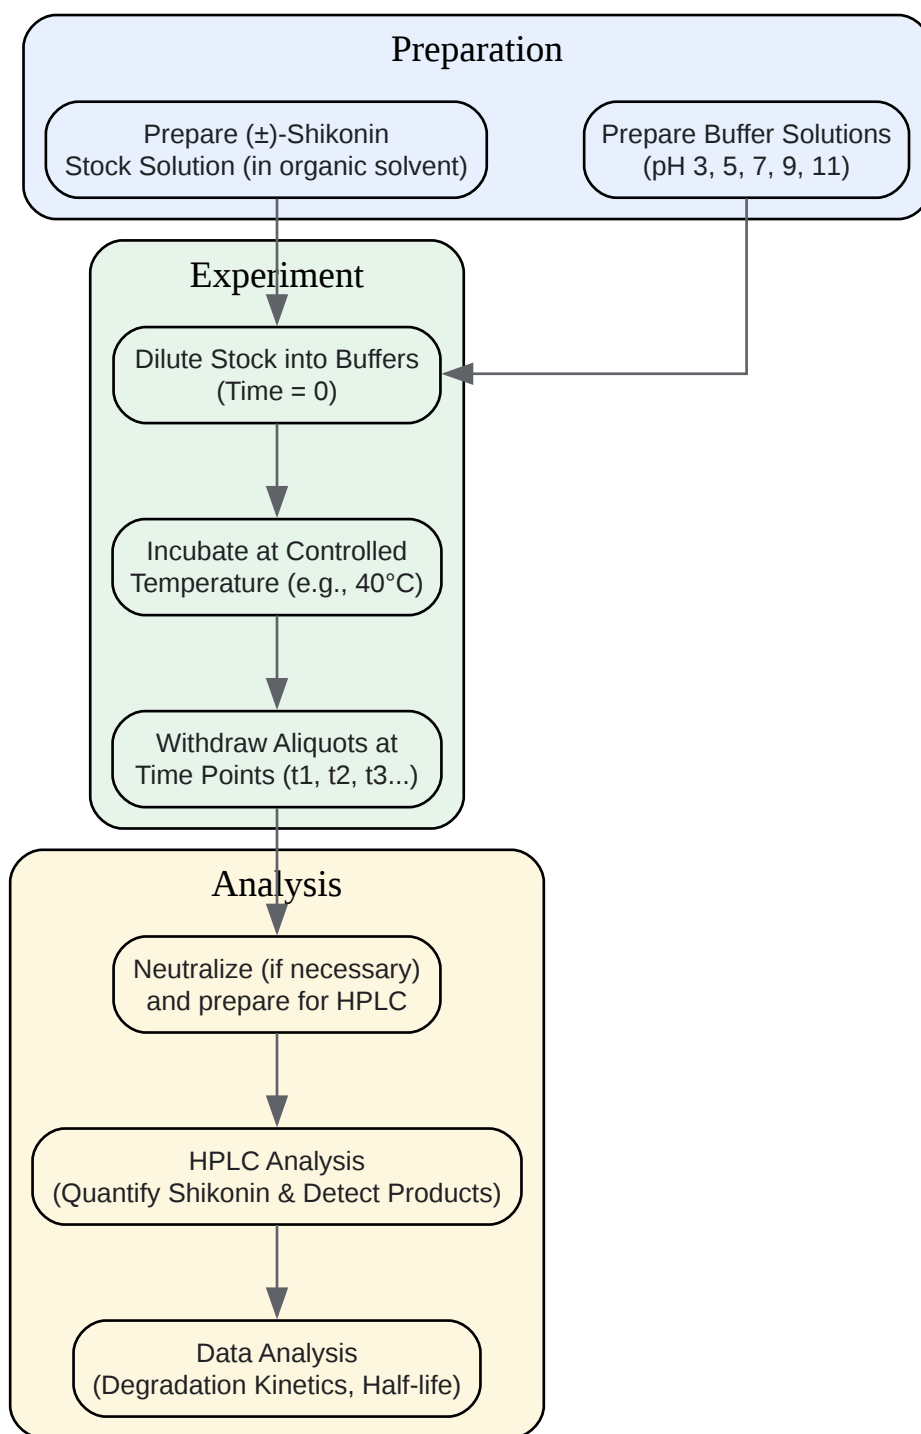 Preparation
Prepare (±)-Shikonin
Stock Solution (in organic solvent)
Prepare Buffer Solutions
(pH 3, 5, 7, 9, 11)
Experiment
Dilute Stock into Buffers
(Time = 0)
Incubate at Controlled
Temperature (e.g., 40°C)
Withdraw Aliquots at
Time Points (t1, t2, t3...)
Analysis
Neutralize (if necessary)
and prepare for HPLC
HPLC Analysis
(Quantify Shikonin & Detect Products)
Data Analysis
(Degradation Kinetics, Half-life)